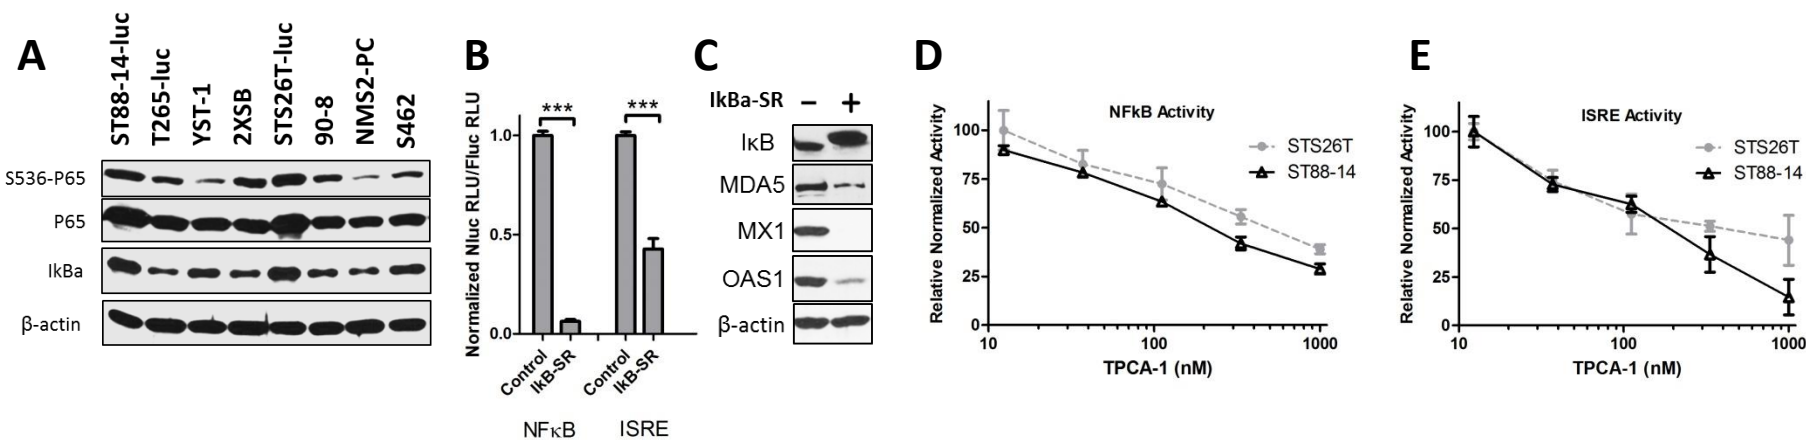 A
ST88-14-luc
T265-luc
YST-1
2XSB
STS26T-luc
90-8
NMS2-PC
S462
S536-P65
P65
IkBa
β-actin
B
Normalized Nluc RLU/Fluc RLU
1.0
0.5
0.0
***
***
Control
IkB-SR
Control
IkB-SR
NFκB
ISRE
C
IkBa-SR − +
IκB
MDA5
MX1
OAS1
β-actin
D
NFkB Activity
Relative Normalized Activity
100
75
50
25
0
10 100 1000
TPCA-1 (nM)
STS26T
ST88-14
E
ISRE Activity
Relative Normalized Activity
100
75
50
25
0
10 100 1000
TPCA-1 (nM)
STS26T
ST88-14